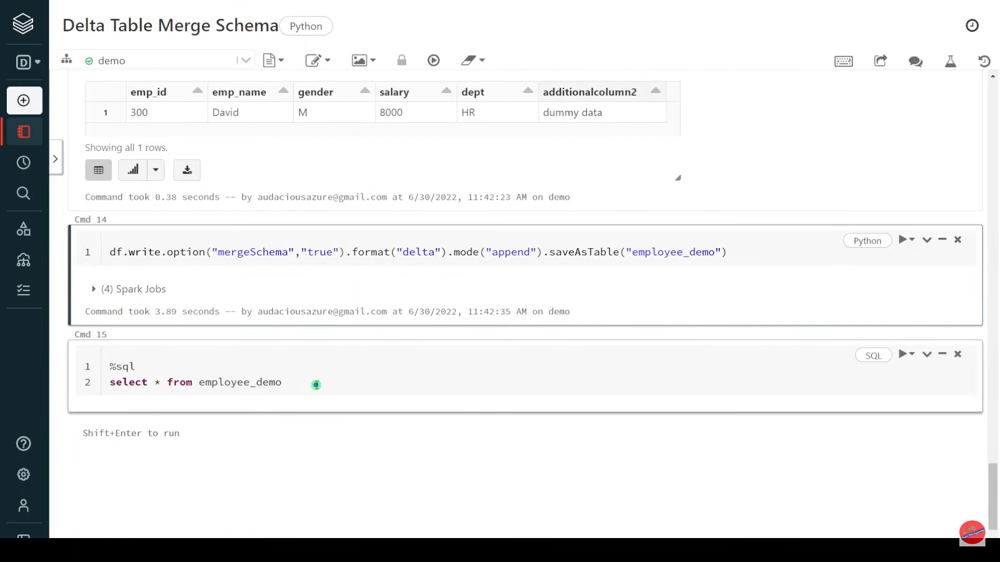 Delta Table Merge Schema Python
demo
emp_id emp_name gender salary dept additionalcolumn2
1 300 David M 8000 HR dummy data
Showing all 1 rows.
Command took 0.38 seconds -- by audaciousazure@gmail.com at 6/30/2022, 11:42:23 AM on demo
Cmd 14
Python
1 df.write.option("mergeSchema","true").format("delta").mode("append").saveAsTable("employee_demo")
(4) Spark Jobs
Command took 3.89 seconds -- by audaciousazure@gmail.com at 6/30/2022, 11:42:35 AM on demo
Cmd 15
SQL
1 %sql
2 select * from employee_demo
Shift+Enter to run